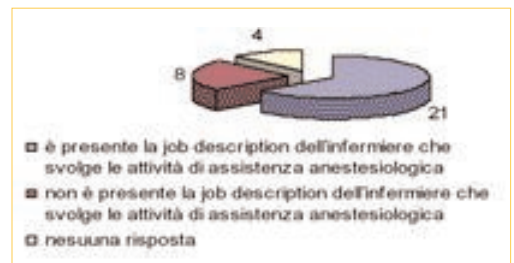 4
8
21
è presente la job description dell'infermiere che
svolge le attività di assistenza anestesiologica
non è presente la job description dell'infermiere che
svolge le attività di assistenza anestesiologica
nesuuna risposta